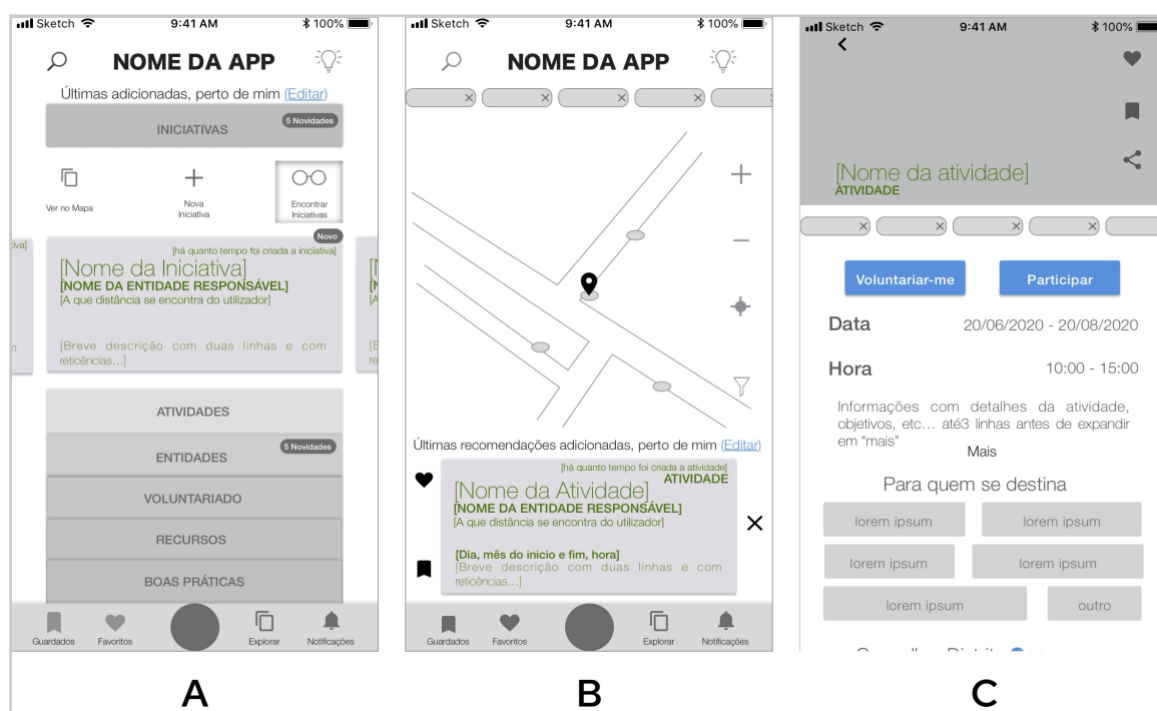 Sketch 9:41 AM 100%
NOME DA APP
Últimas adicionadas, perto de mim (Editar)
INICIATIVAS
5 Novidades
Ver no Mapa
Nova
Iniciativa
Encontrar
Iniciativas
Novo
[há quanto tempo foi criada a iniciativa]
[Nome da Iniciativa]
[NOME DA ENTIDADE RESPONSÁVEL]
[A que distância se encontra do utilizador]
[Breve descrição com duas linhas e com
reticências...]
ATIVIDADES
ENTIDADES
5 Novidades
VOLUNTARIADO
RECURSOS
BOAS PRÁTICAS
Guardados Favoritos Explorar Notificações
A
Sketch 9:41 AM 100%
NOME DA APP
Últimas recomendações adicionadas, perto de mim (Editar)
[há quanto tempo foi criada a atividade]
ATIVIDADE
[Nome da Atividade]
[NOME DA ENTIDADE RESPONSÁVEL]
[A que distância se encontra do utilizador]
[Dia, mês do inicio e fim, hora]
[Breve descrição com duas linhas e com
reticências...]
Guardados Favoritos Explorar Notificações
B
Sketch 9:41 AM 100%
[Nome da atividade]
ATIVIDADE
Voluntariar-me Participar
Data 20/06/2020 - 20/08/2020
Hora 10:00 - 15:00
Informações com detalhes da atividade,
objetivos, etc... até3 linhas antes de expandir
em "mais"
Mais
Para quem se destina
lorem ipsum lorem ipsum
lorem ipsum lorem ipsum
lorem ipsum outro
C